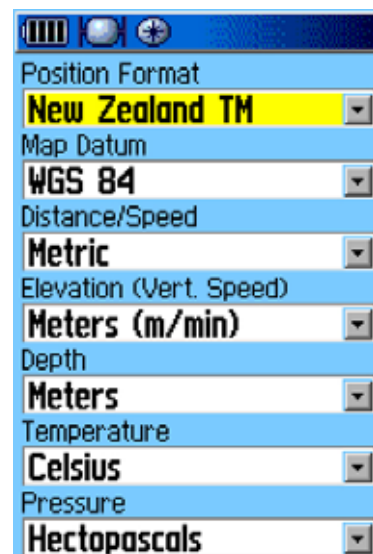 Position Format
New Zealand TM
Map Datum
WGS 84
Distance/Speed
Metric
Elevation (Vert. Speed)
Meters (m/min)
Depth
Meters
Temperature
Celsius
Pressure
Hectopascals